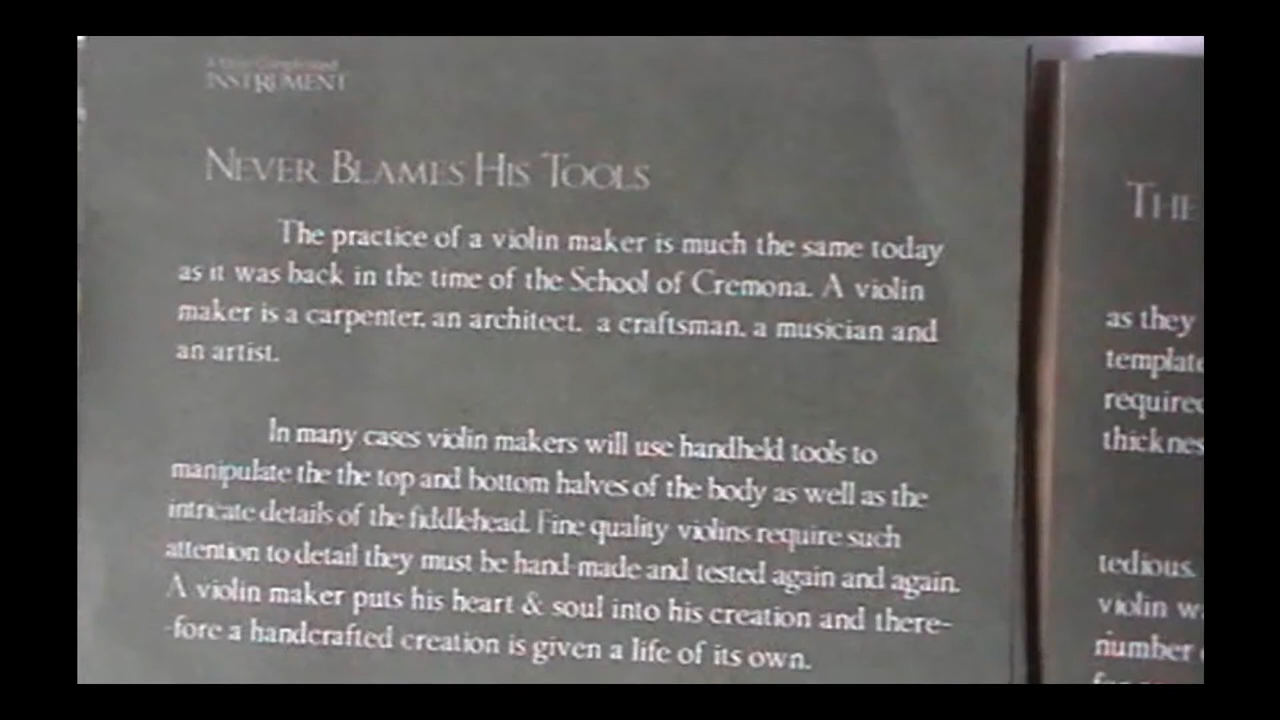 A Most Complicated
INSTRUMENT
NEVER BLAMES HIS TOOLS
The practice of a violin maker is much the same today
as it was back in the time of the School of Cremona. A violin
maker is a carpenter, an architect, a craftsman, a musician and
an artist.
In many cases violin makers will use handheld tools to
manipulate the the top and bottom halves of the body as well as the
intricate details of the fiddlehead. Fine quality violins require such
attention to detail they must be hand-made and tested again and again.
A violin maker puts his heart & soul into his creation and there-
-fore a handcrafted creation is given a life of its own.
THE
as they
template
required
thicknes
tedious.
violin w
number